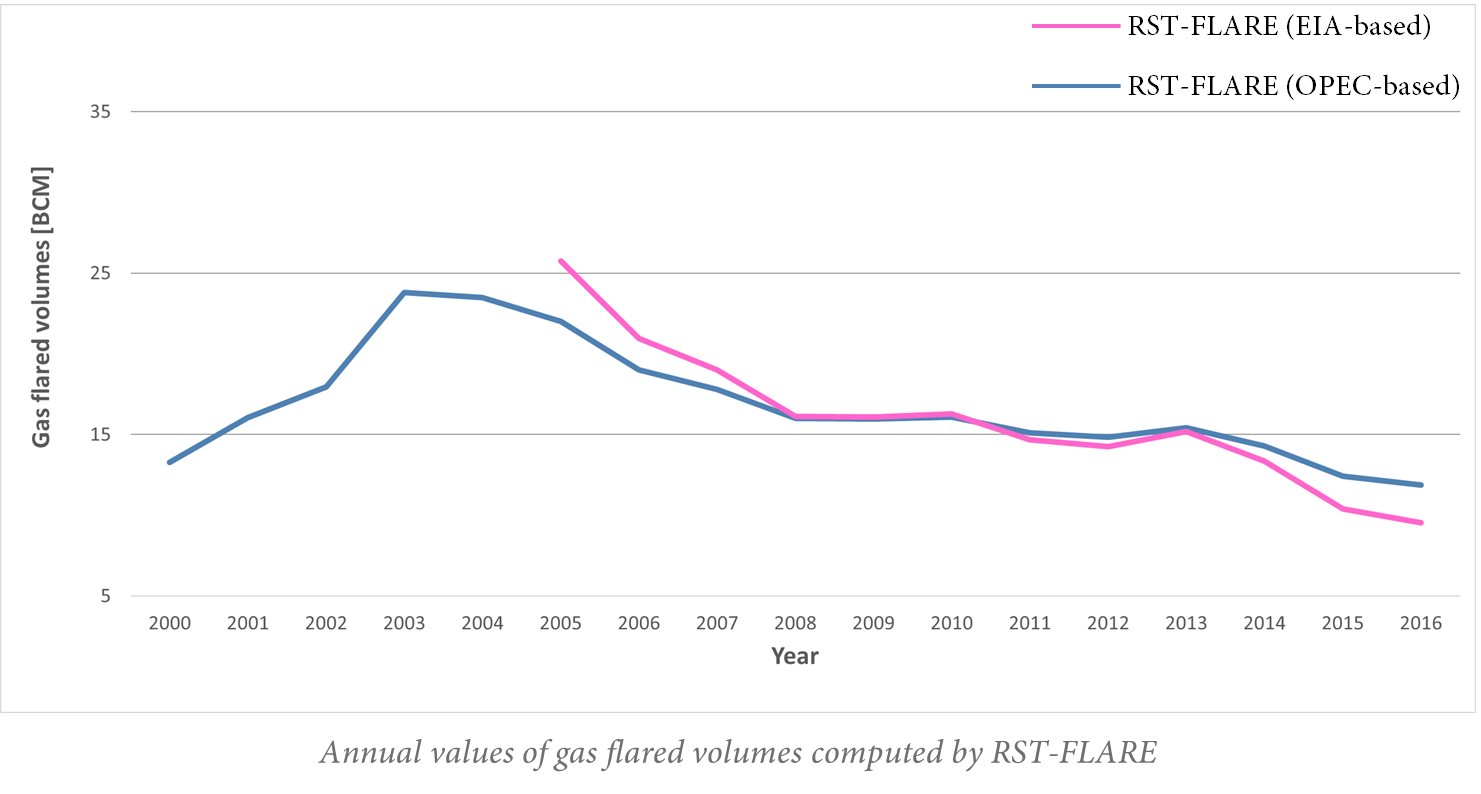 RST-FLARE (EIA-based)
RST-FLARE (OPEC-based)
35
25
15
5
Gas flared volumes [BCM]
2000 2001 2002 2003 2004 2005 2006 2007 2008 2009 2010 2011 2012 2013 2014 2015 2016
Year
Annual values of gas flared volumes computed by RST-FLARE